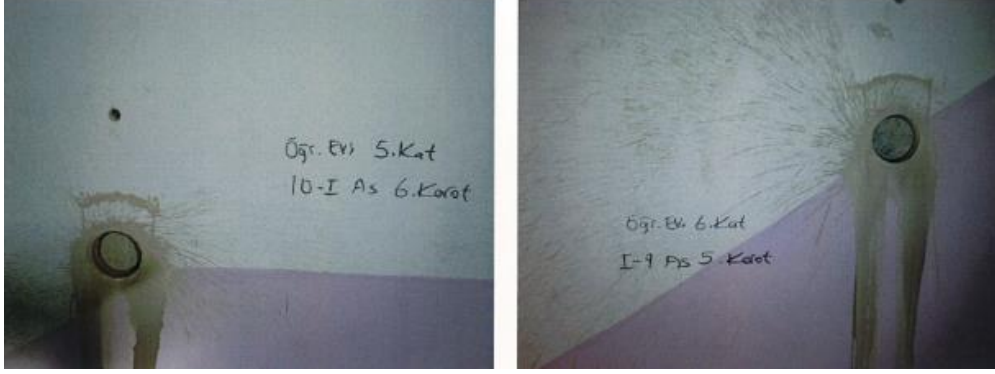 Öğr. Evi 5.Kat
10-I As 6.Karot
Öğr. Evi 6.Kat
I-9 As 5.Karot